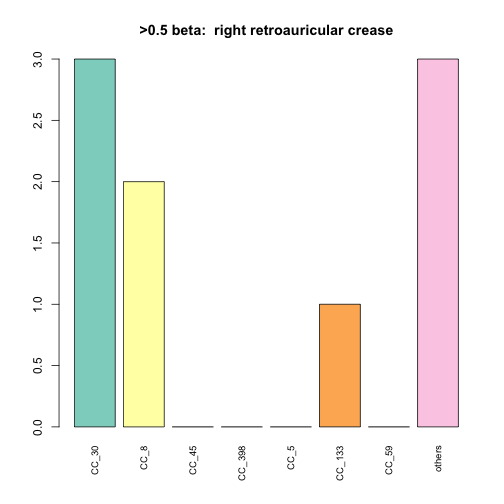 >0.5 beta:  right retroauricular crease
3.0
2.5
2.0
1.5
1.0
0.5
0.0
CC_30
CC_8
CC_45
CC_398
CC_5
CC_133
CC_59
others